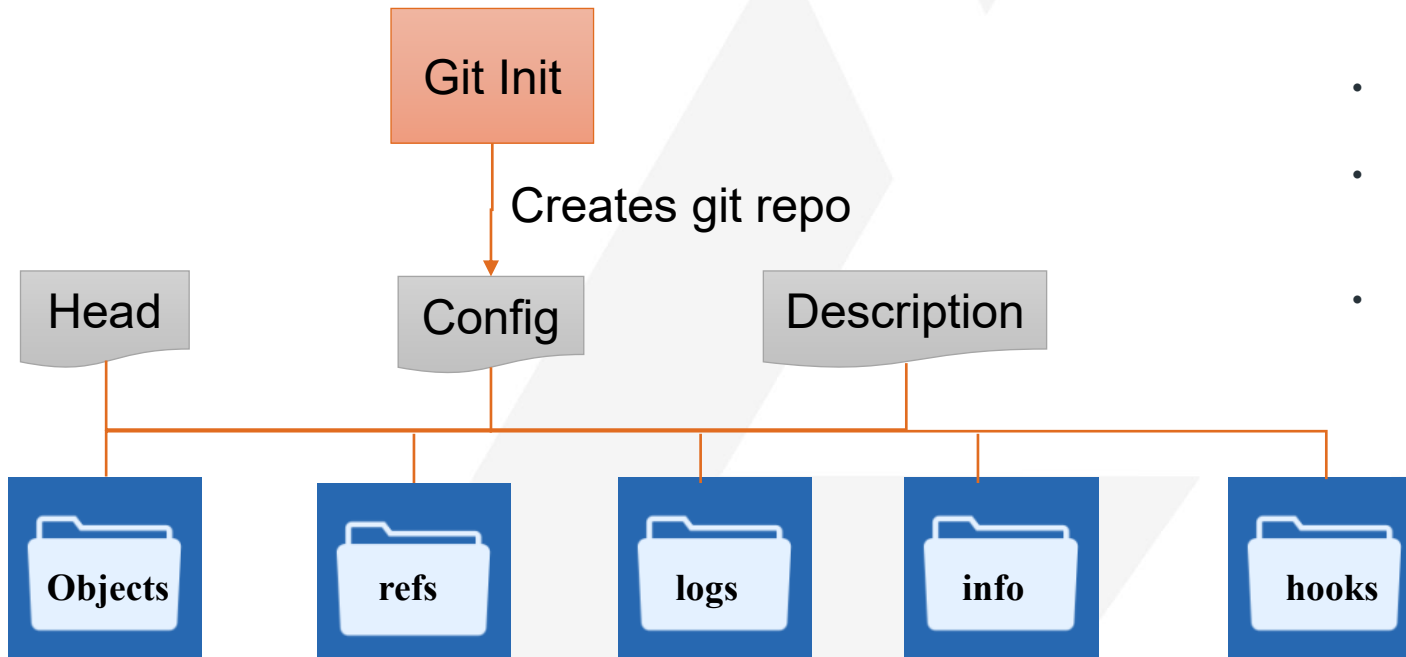 Git Init
Creates git repo
Head
Config
Description
Objects
refs
logs
info
hooks